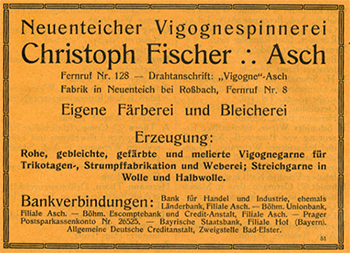 Neuenteicher Vigognespinnerei
Christoph Fischer ∴ Asch
Fernruf Nr. 128 — Drahtanschrift: „Vigogne“-Asch
Fabrik in Neuenteich bei Roßbach, Fernruf Nr. 8
Eigene Färberei und Bleicherei
Erzeugung:
Rohe, gebleichte, gefärbte und melierte Vigognegarne für
Trikotagen-, Strumpffabrikation und Weberei; Streichgarne in
Wolle und Halbwolle.
Bankverbindungen: Bank für Handel und Industrie, ehemals
Länderbank, Filiale Asch. — Böhm. Unionbank,
Filiale Asch. — Böhm. Escomptebank und Credit-Anstalt, Filiale Asch. — Prager
Postsparkassenkonto Nr. 26525. — Bayrische Staatsbank, Filiale Hof (Bayern).
Allgemeine Deutsche Creditanstalt, Zweigstelle Bad-Elster.
51